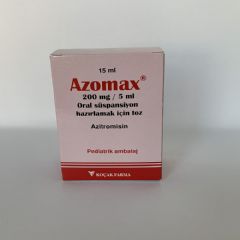 15 ml
Azomax®
200 mg / 5 ml
Oral süspansiyon
hazırlamak için toz
Azitromisin
Pediatrik ambalaj
KOÇAK FARMA